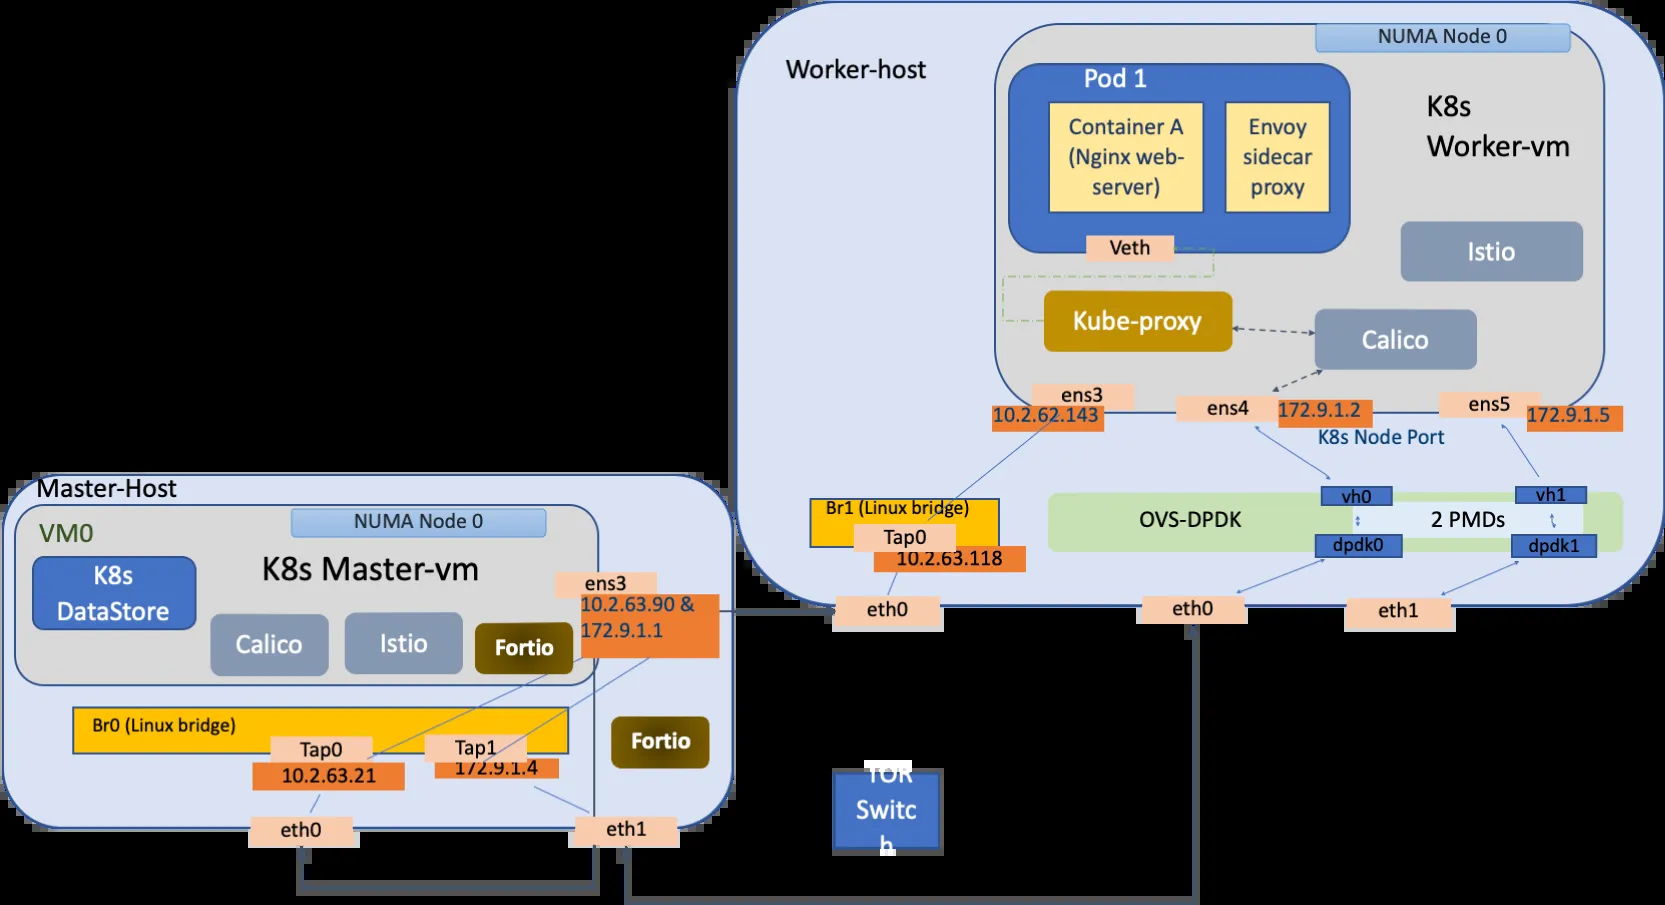 NUMA Node 0
Worker-host
Pod 1
K8s
Worker-vm
Container A
(Nginx web-
server)
Envoy
sidecar
proxy
Istio
Veth
Kube-proxy
Calico
ens3
10.2.62.143
ens4
172.9.1.2
ens5
172.9.1.5
K8s Node Port
Br1 (Linux bridge)
Tap0
10.2.63.118
OVS-DPDK
vh0
vh1
2 PMDs
dpdk0
dpdk1
eth0
eth0
eth1
Master-Host
VM0
NUMA Node 0
K8s
DataStore
K8s Master-vm
ens3
10.2.63.90 &
172.9.1.1
Calico
Istio
Fortio
Br0 (Linux bridge)
Tap0
10.2.63.21
Tap1
172.9.1.4
Fortio
eth0
eth1
TOR
Switc
h